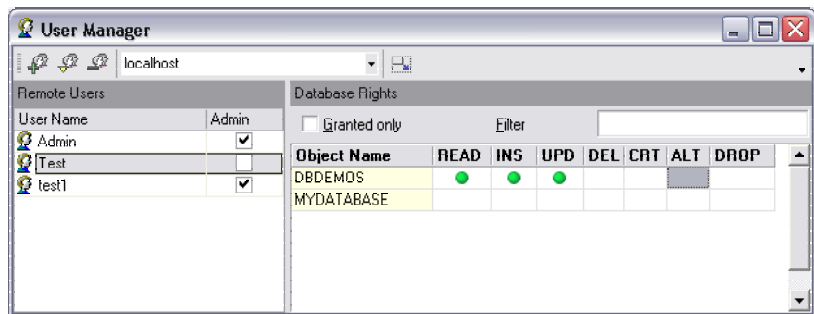 User Manager
localhost
Remote Users
User Name Admin
Admin
Test
test1
Database Rights
Granted only Filter
Object Name READ INS UPD DEL CRT ALT DROP
DBDEMOS
MYDATABASE